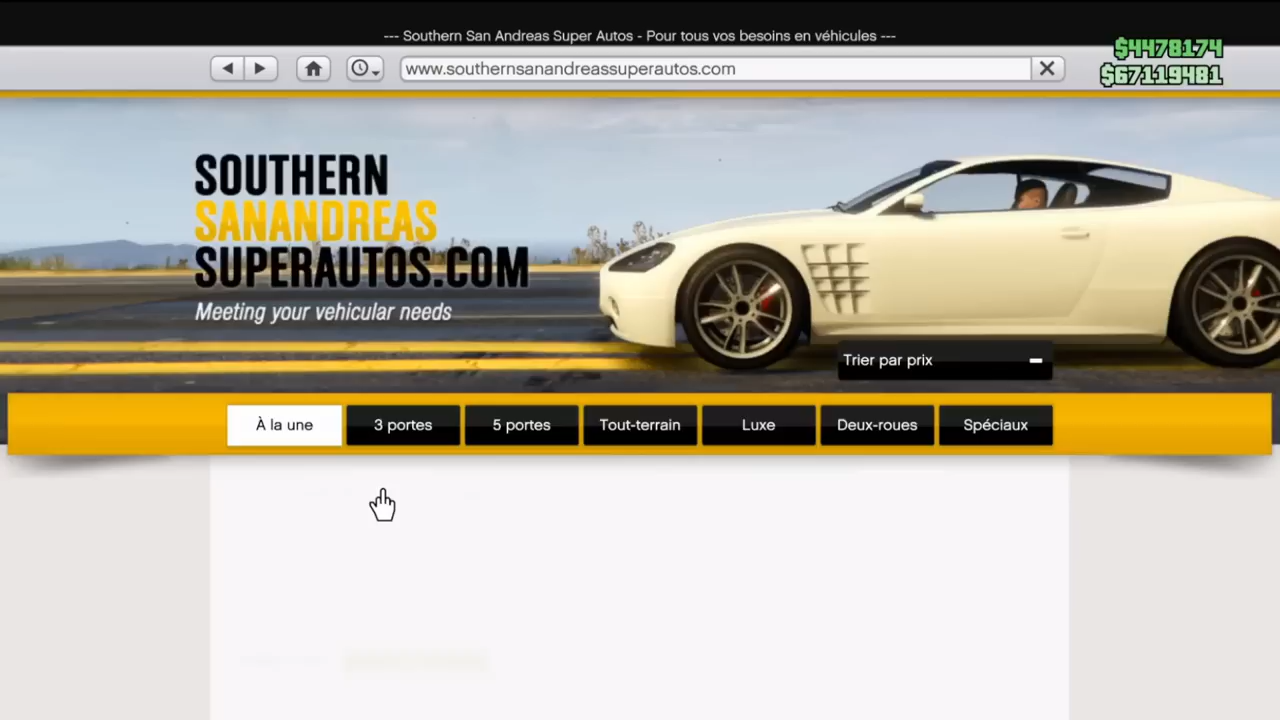 --- Southern San Andreas Super Autos - Pour tous vos besoins en véhicules ---
$4478174
www.southernsanandreassuperautos.com
$67119481
SOUTHERN
SANANDREAS
SUPERAUTOS.COM
Meeting your vehicular needs
Trier par prix
À la une
3 portes
5 portes
Tout-terrain
Luxe
Deux-roues
Spéciaux